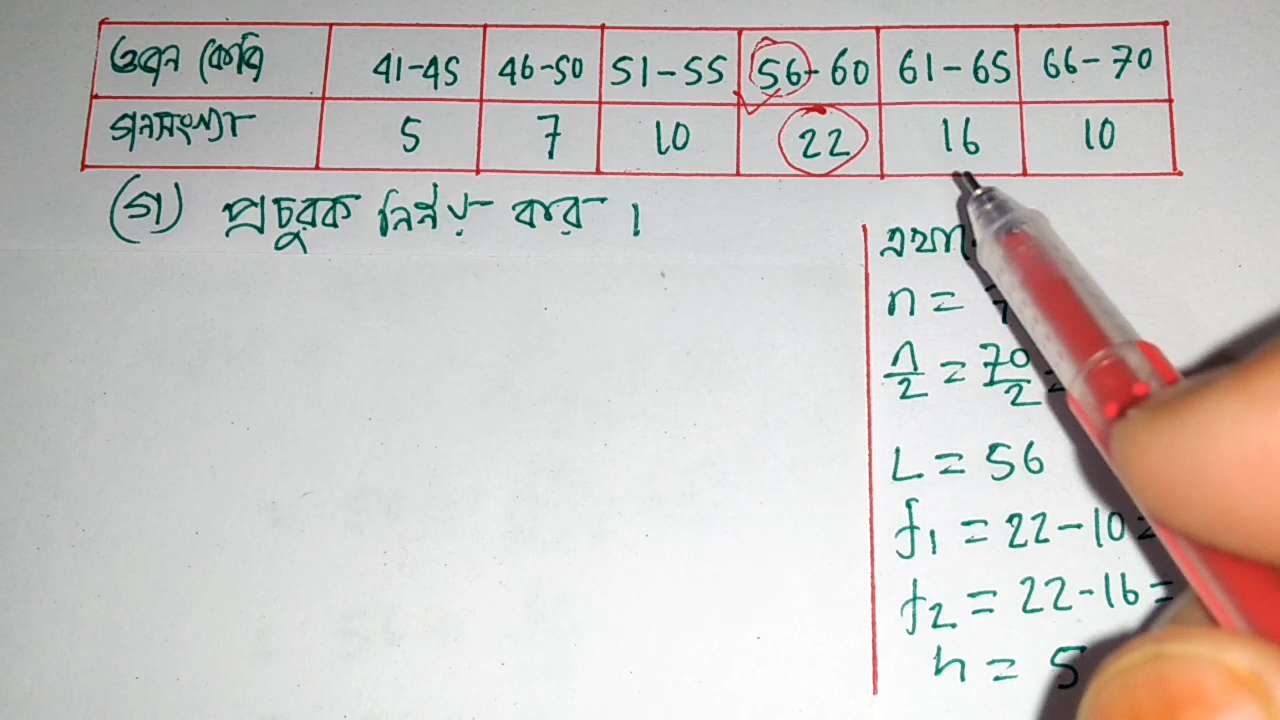 ওজন কেজি 41-45 46-50 51-55 56-60 61-65 66-70
গনসংখ্যা 5 7 10 22 16 10
(গ) প্রচুরক নির্নয় কর ।
n =
n/2 = 70/2
L = 56
f1 = 22-10
f2 = 22-16 =
h = 5